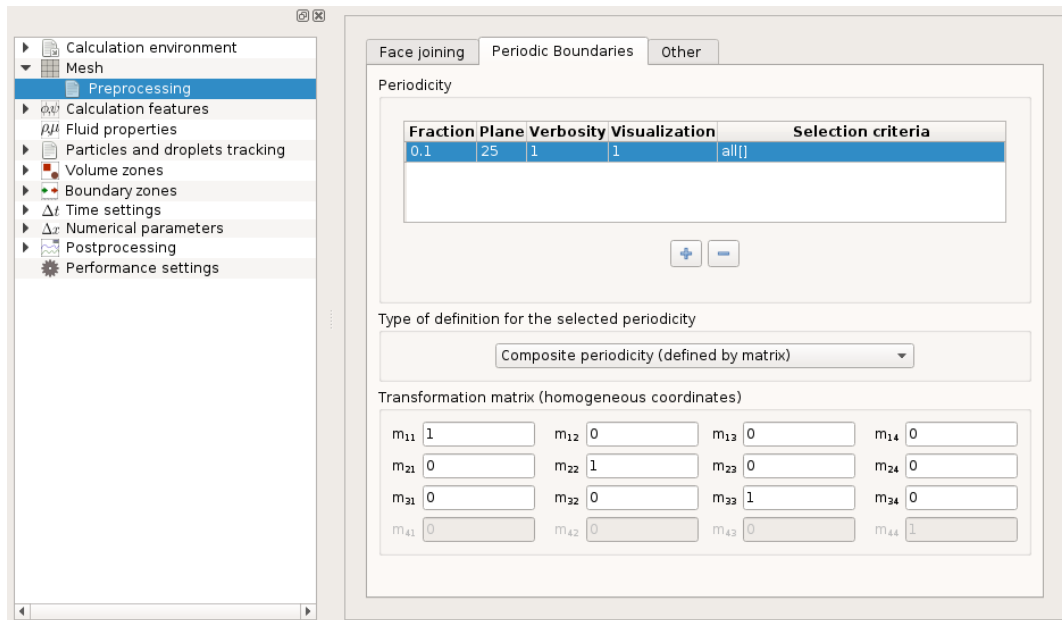 Calculation environment
Mesh
Preprocessing
Calculation features
Fluid properties
Particles and droplets tracking
Volume zones
Boundary zones
Δt Time settings
Δx Numerical parameters
Postprocessing
Performance settings
Face joining Periodic Boundaries Other
Periodicity
Fraction Plane Verbosity Visualization Selection criteria
0.1 25 1 1 all[]
Type of definition for the selected periodicity
Composite periodicity (defined by matrix)
Transformation matrix (homogeneous coordinates)
m₁₁ 1 m₁₂ 0 m₁₃ 0 m₁₄ 0
m₂₁ 0 m₂₂ 1 m₂₃ 0 m₂₄ 0
m₃₁ 0 m₃₂ 0 m₃₃ 1 m₃₄ 0
m₄₁ 0 m₄₂ 0 m₄₃ 0 m₄₄ 1